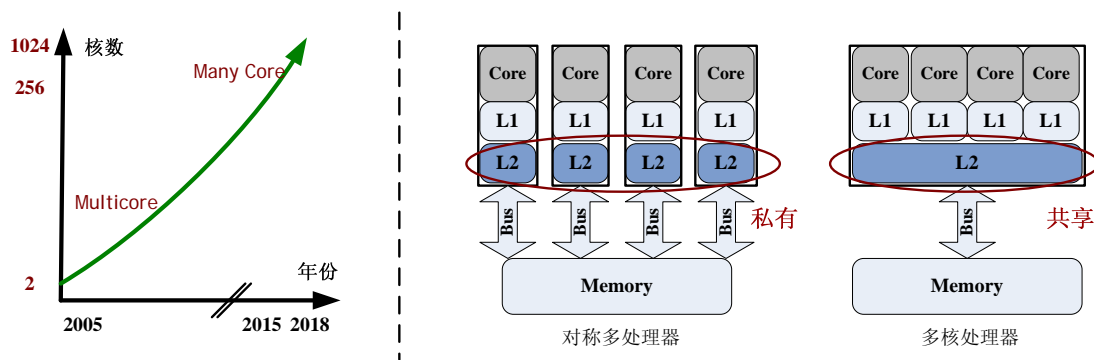 1024
核数
Many Core
256
Multicore
2
年份
2005
2015 2018
Core Core Core Core
L1 L1 L1 L1
L2 L2 L2 L2
Bus Bus Bus Bus
私有
Memory
对称多处理器
Core Core Core Core
L1 L1 L1 L1
L2
Bus
共享
Memory
多核处理器